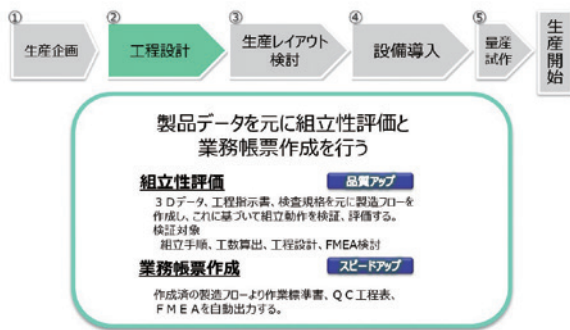 ① ② ③ ④ ⑤
生産企画
工程設計
生産レイアウト
検討
設備導入
量産
試作
生産開始
製品データを元に組立性評価と
業務帳票作成を行う
組立性評価 品質アップ
3Dデータ、工程指示書、検査規格を元に製造フローを
作成し、これに基づいて組立動作を検証、評価する。
検証対象
組立手順、工数算出、工程設計、FMEA検討
業務帳票作成 スピードアップ
作成済の製造フローより作業標準書、QC工程表、
FMEAを自動出力する。